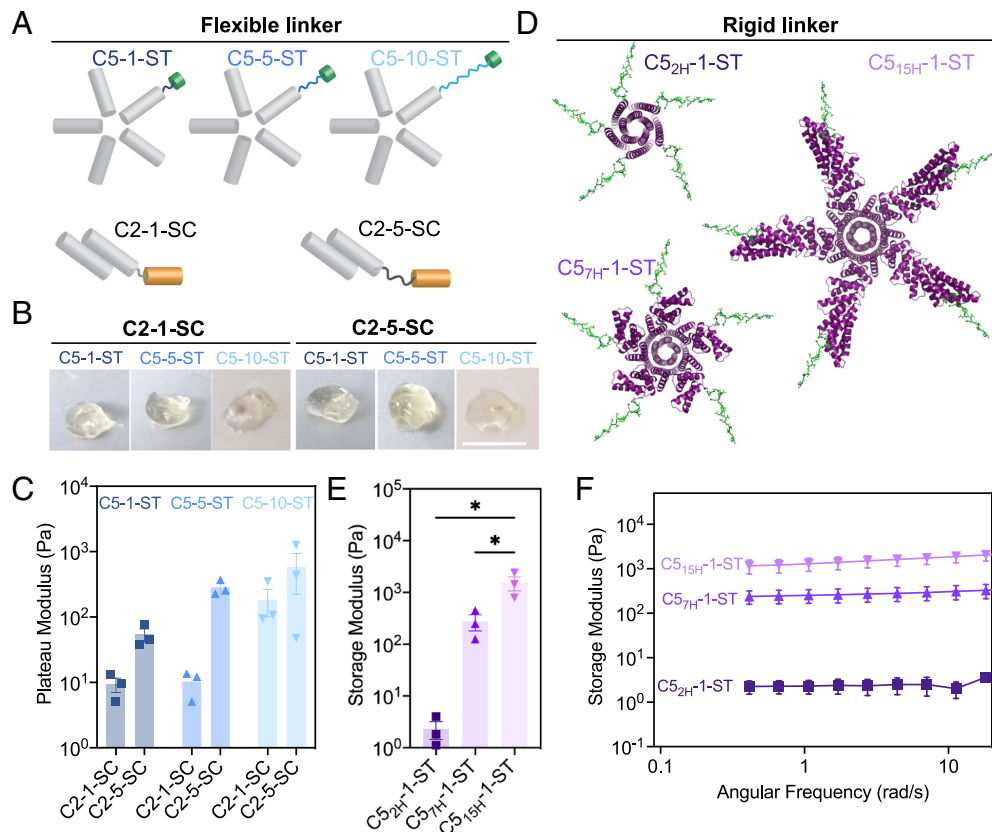 A
Flexible linker
C5-1-ST C5-5-ST C5-10-ST
C2-1-SC C2-5-SC
B
C2-1-SC C2-5-SC
C5-1-ST C5-5-ST C5-10-ST C5-1-ST C5-5-ST C5-10-ST
C
Plateau Modulus (Pa)
10⁴
10³
10²
10¹
10⁰
C5-1-ST C5-5-ST C5-10-ST
C2-1-SC C2-5-SC C2-1-SC C2-5-SC C2-1-SC C2-5-SC
D
Rigid linker
C5₂H-1-ST
C5₁₅H-1-ST
C5₇H-1-ST
E
Storage Modulus (Pa)
10⁵
10⁴
10³
10²
10¹
10⁰
*
*
C5₂H-1-ST C5₇H-1-ST C5₁₅H-1-ST
F
Storage Modulus (Pa)
10⁴
10³
10²
10¹
10⁰
10⁻¹
C5₁₅H-1-ST
C5₇H-1-ST
C5₂H-1-ST
0.1 1 10
Angular Frequency (rad/s)